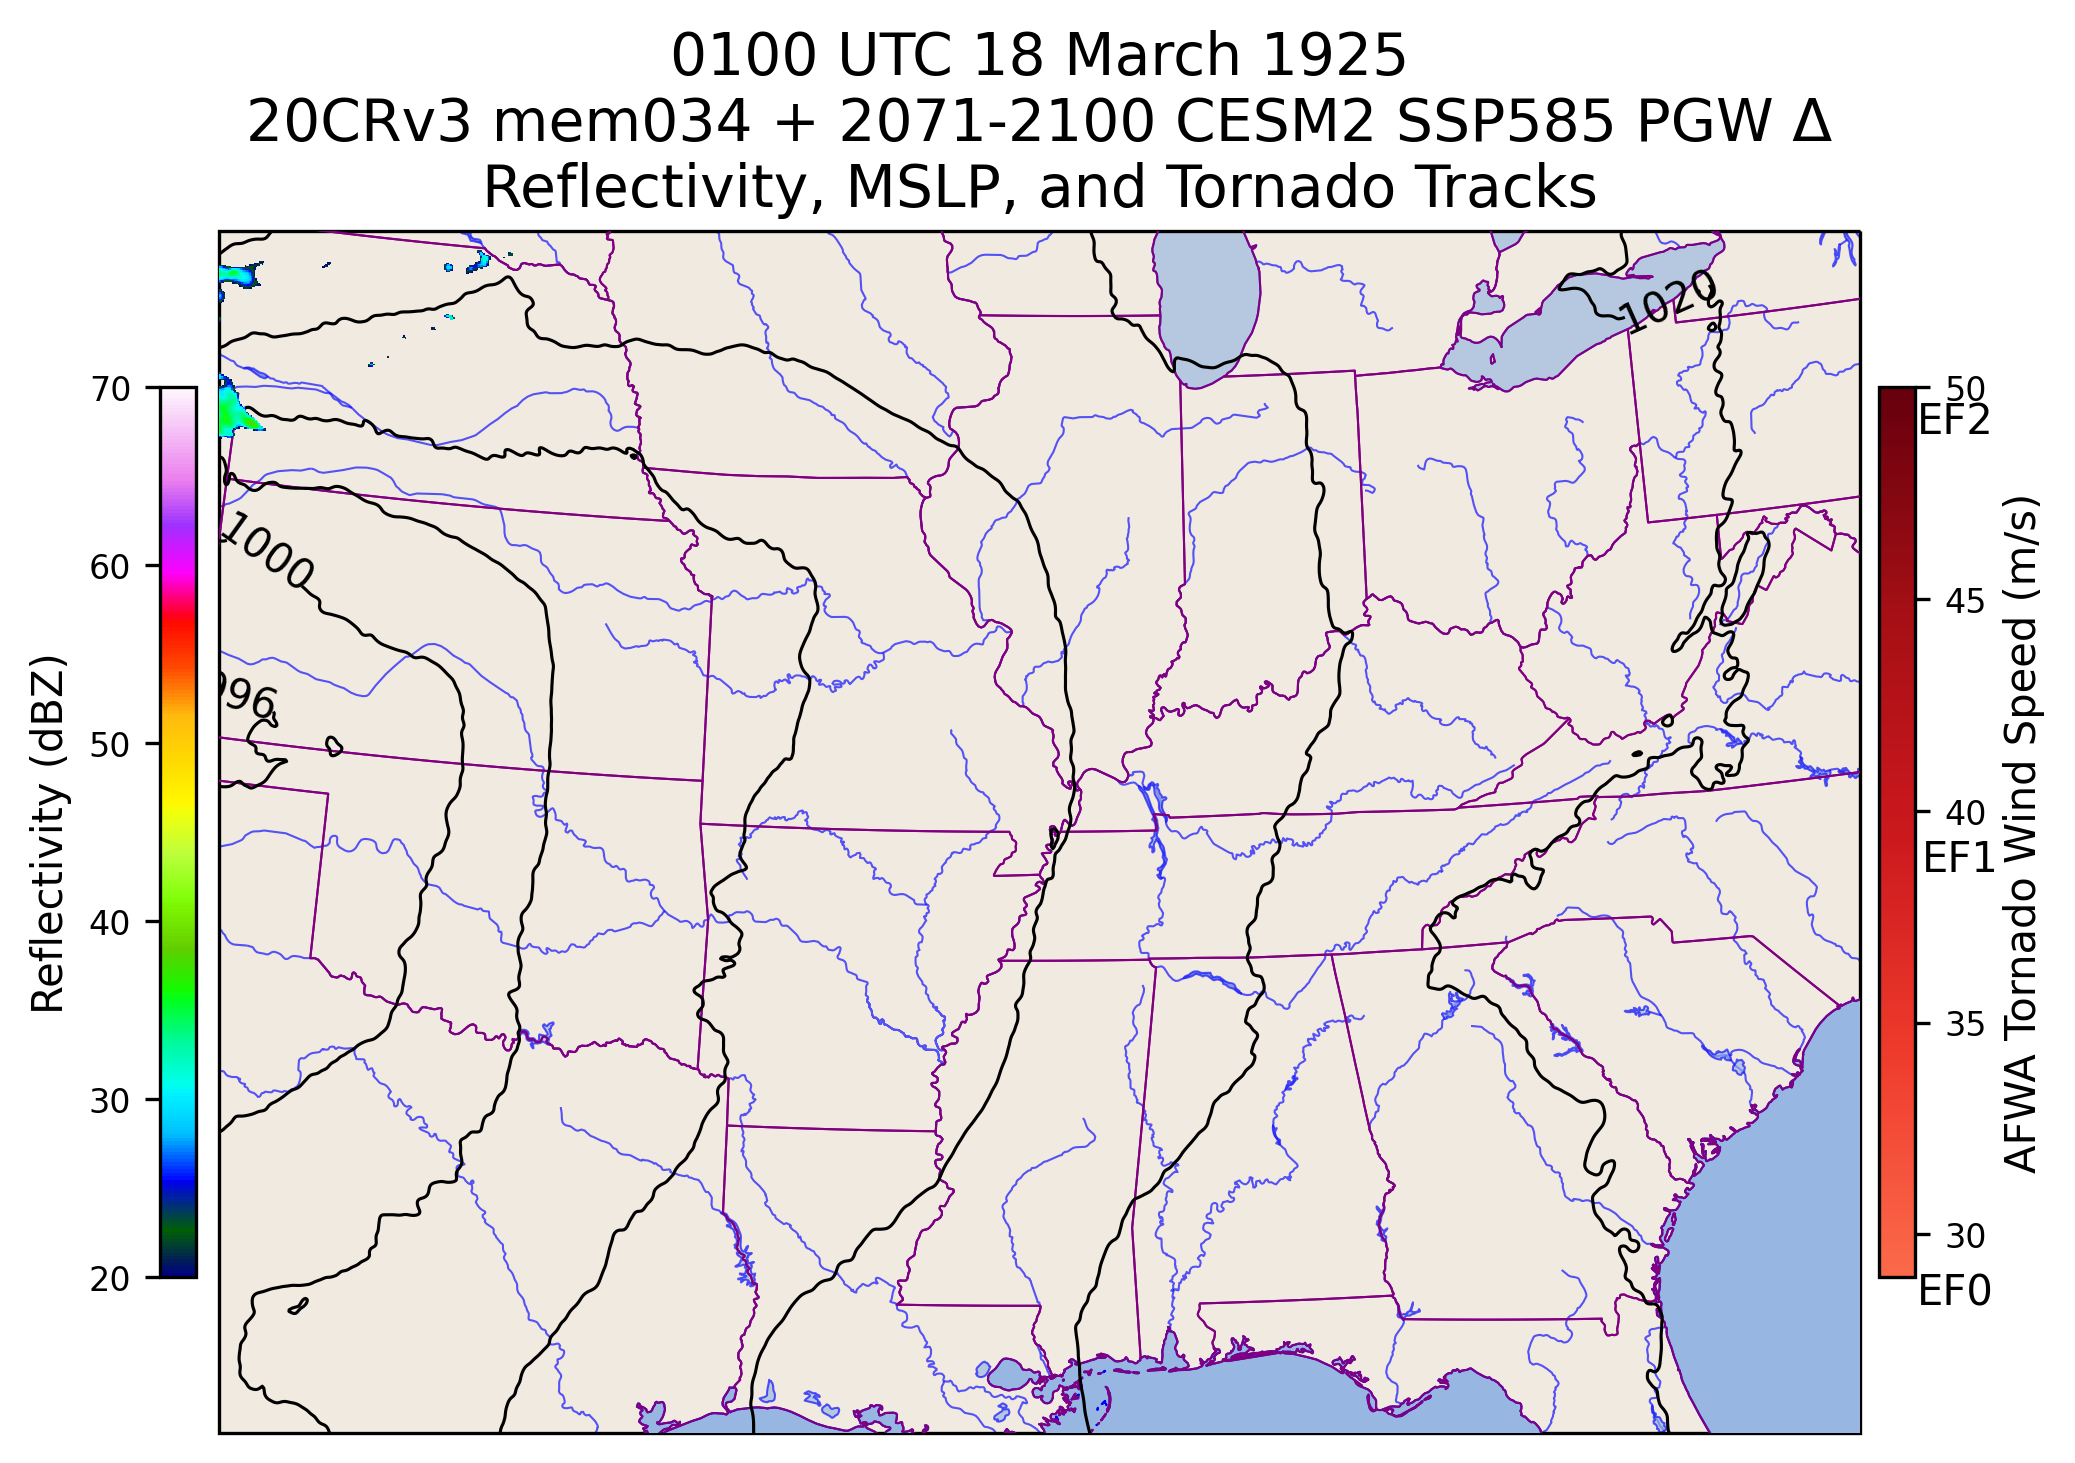 0100 UTC 18 March 1925
20CRv3 mem034 + 2071-2100 CESM2 SSP585 PGW Δ
Reflectivity, MSLP, and Tornado Tracks
1020
1000
996
Reflectivity (dBZ)
70
60
50
40
30
20
50
EF2
45
40
EF1
35
30
EF0
AFWA Tornado Wind Speed (m/s)